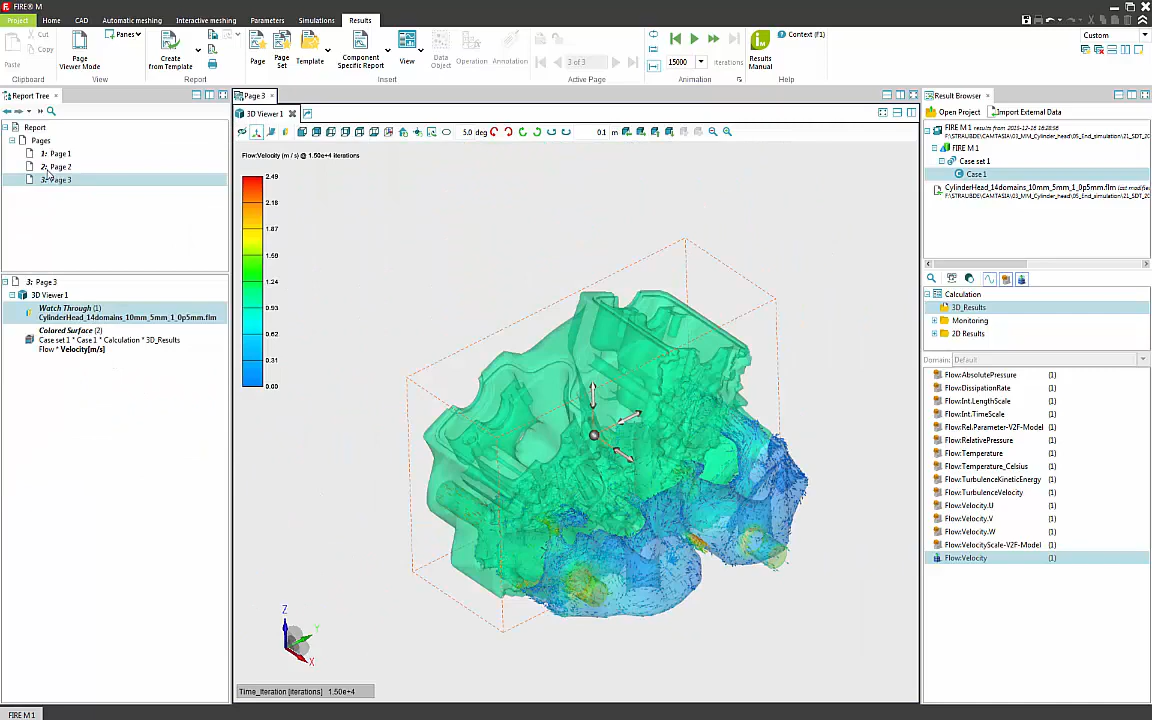 FIRE® M
Project Home CAD Automatic meshing Interactive meshing Parameters Simulations Results
Cut
Copy
Paste
Clipboard
Panes
Page Viewer Mode
View
Create from Template
Report
Page
Page Set
Template
Component Specific Report
View
Data Object
Operation
Annotation
Insert
3 of 3
Active Page
15000
iterations
Animation
Results Manual
Context (F1)
Help
Custom
Report Tree
Report
Pages
1: Page 1
2: Page 2
3: Page 3
3: Page 3
3D Viewer 1
Watch Through (1)
CylinderHead_14domains_10mm_5mm_1_0p5mm.flm
Colored Surface (2)
Case set 1 * Case 1 * Calculation * 3D_Results
Flow * Velocity[m/s]
Page 3
3D Viewer 1
5.0 deg
0.1 m
Flow:Velocity (m / s) @ 1.50e+4 iterations
2.49
2.18
1.87
1.24
0.93
0.62
0.31
0.00
Z
Y
X
Time_Iteration [iterations] 1.50e+4
Result Browser
Open Project Import External Data
FIRE M 1
FIRE M 1
Case set 1
Case 1
CylinderHead_14domains_10mm_5mm_1_0p5mm.flm
Calculation
3D_Results
Monitoring
2D Results
Domain: Default
Flow:AbsolutePressure (1)
Flow:DissipationRate (1)
Flow:Int.LengthScale (1)
Flow:Int.TimeScale (1)
Flow:Rel.Parameter-V2F-Model (1)
Flow:RelativePressure (1)
Flow:Temperature (1)
Flow:Temperature_Celsius (1)
Flow:TurbulenceKineticEnergy (1)
Flow:TurbulenceVelocity (1)
Flow:Velocity.U (1)
Flow:Velocity.V (1)
Flow:Velocity.W (1)
Flow:VelocityScale-V2F-Model (1)
Flow:Velocity (1)
FIRE M 1